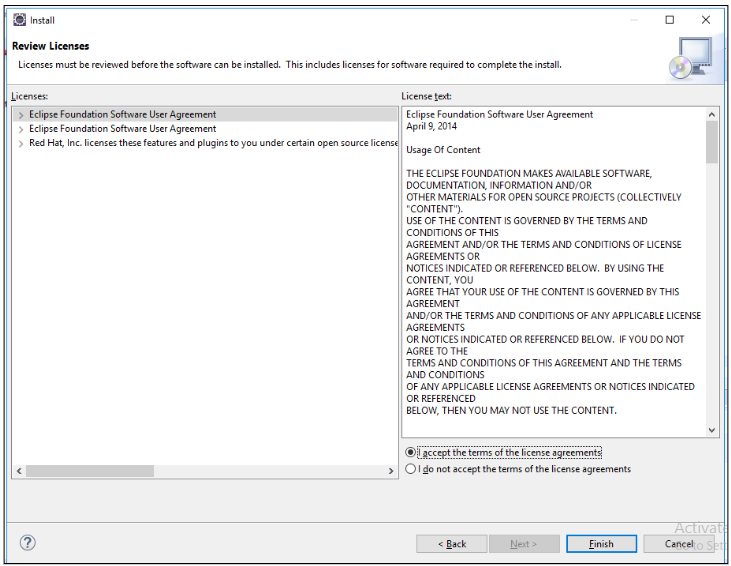 Install
Review Licenses
Licenses must be reviewed before the software can be installed.  This includes licenses for software required to complete the install.
Licenses:
Eclipse Foundation Software User Agreement
Eclipse Foundation Software User Agreement
Red Hat, Inc. licenses these features and plugins to you under certain open source license
License text:
Eclipse Foundation Software User Agreement
April 9, 2014
Usage Of Content
THE ECLIPSE FOUNDATION MAKES AVAILABLE SOFTWARE,
DOCUMENTATION, INFORMATION AND/OR
OTHER MATERIALS FOR OPEN SOURCE PROJECTS (COLLECTIVELY
"CONTENT").
USE OF THE CONTENT IS GOVERNED BY THE TERMS AND
CONDITIONS OF THIS
AGREEMENT AND/OR THE TERMS AND CONDITIONS OF LICENSE
AGREEMENTS OR
NOTICES INDICATED OR REFERENCED BELOW.  BY USING THE
CONTENT, YOU
AGREE THAT YOUR USE OF THE CONTENT IS GOVERNED BY THIS
AGREEMENT
AND/OR THE TERMS AND CONDITIONS OF ANY APPLICABLE LICENSE
AGREEMENTS
OR NOTICES INDICATED OR REFERENCED BELOW.  IF YOU DO NOT
AGREE TO THE
TERMS AND CONDITIONS OF THIS AGREEMENT AND THE TERMS
AND CONDITIONS
OF ANY APPLICABLE LICENSE AGREEMENTS OR NOTICES INDICATED
OR REFERENCED
BELOW, THEN YOU MAY NOT USE THE CONTENT.
I accept the terms of the license agreements
I do not accept the terms of the license agreements
Activate
< Back Next > Finish Cancel to Set